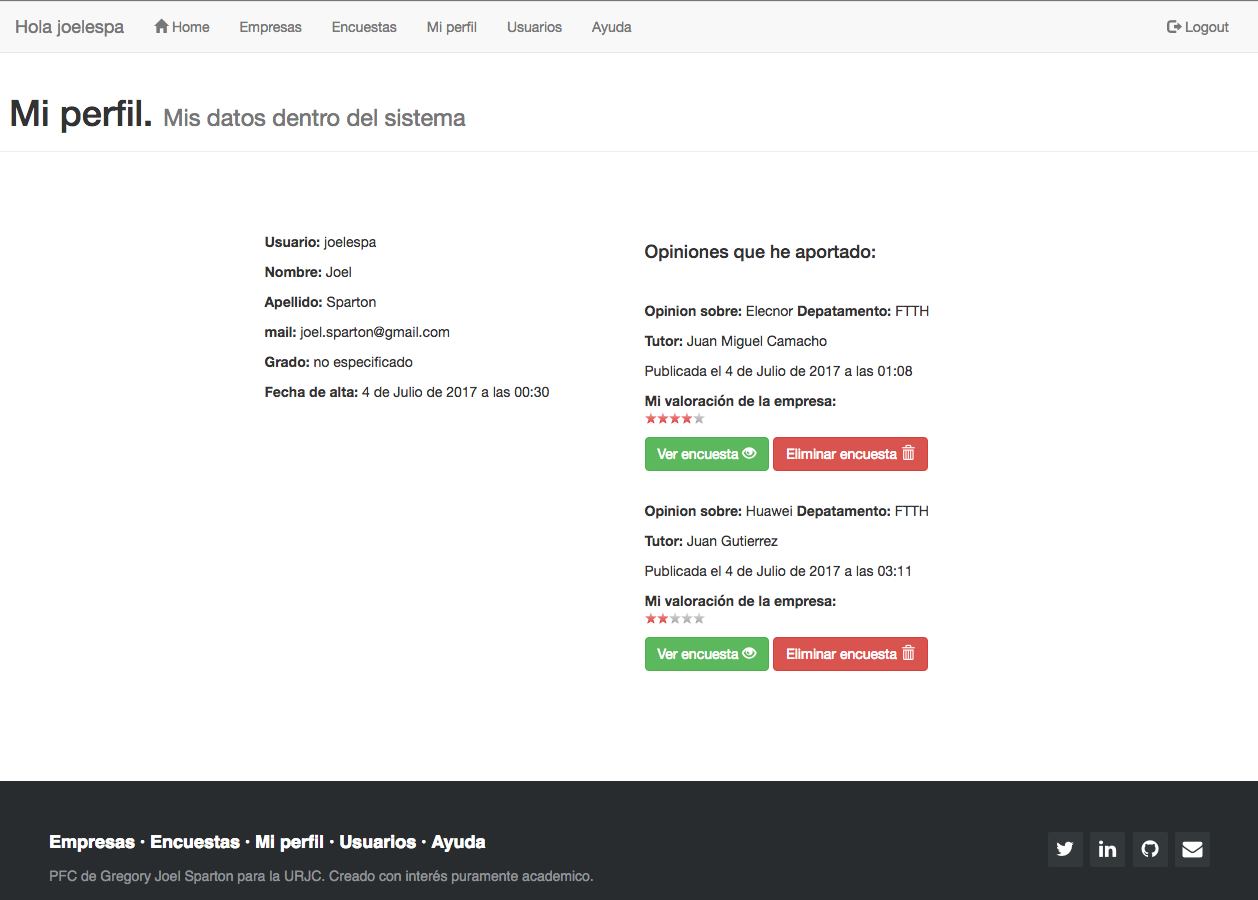 Hola joelespa Home Empresas Encuestas Mi perfil Usuarios Ayuda Logout
Mi perfil. Mis datos dentro del sistema
Usuario: joelespa
Nombre: Joel
Apellido: Sparton
mail: joel.sparton@gmail.com
Grado: no especificado
Fecha de alta: 4 de Julio de 2017 a las 00:30
Opiniones que he aportado:
Opinion sobre: Elecnor Depatamento: FTTH
Tutor: Juan Miguel Camacho
Publicada el 4 de Julio de 2017 a las 01:08
Mi valoración de la empresa:
Ver encuesta Eliminar encuesta
Opinion sobre: Huawei Depatamento: FTTH
Tutor: Juan Gutierrez
Publicada el 4 de Julio de 2017 a las 03:11
Mi valoración de la empresa:
Ver encuesta Eliminar encuesta
Empresas · Encuestas · Mi perfil · Usuarios · Ayuda
PFC de Gregory Joel Sparton para la URJC. Creado con interés puramente academico.